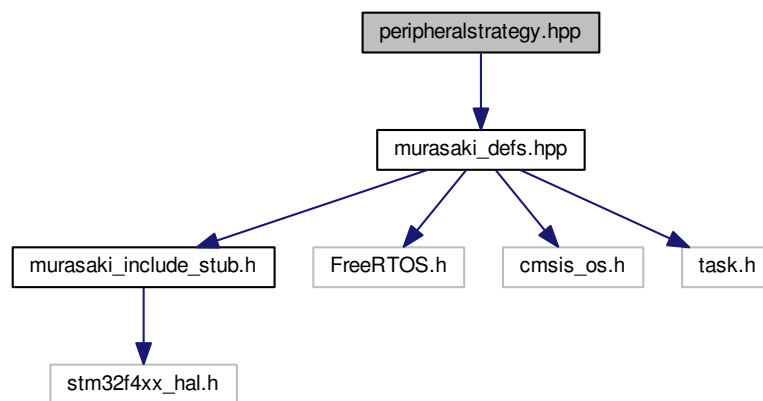 peripheralstrategy.hpp
murasaki_defs.hpp
murasaki_include_stub.h
FreeRTOS.h
cmsis_os.h
task.h
stm32f4xx_hal.h